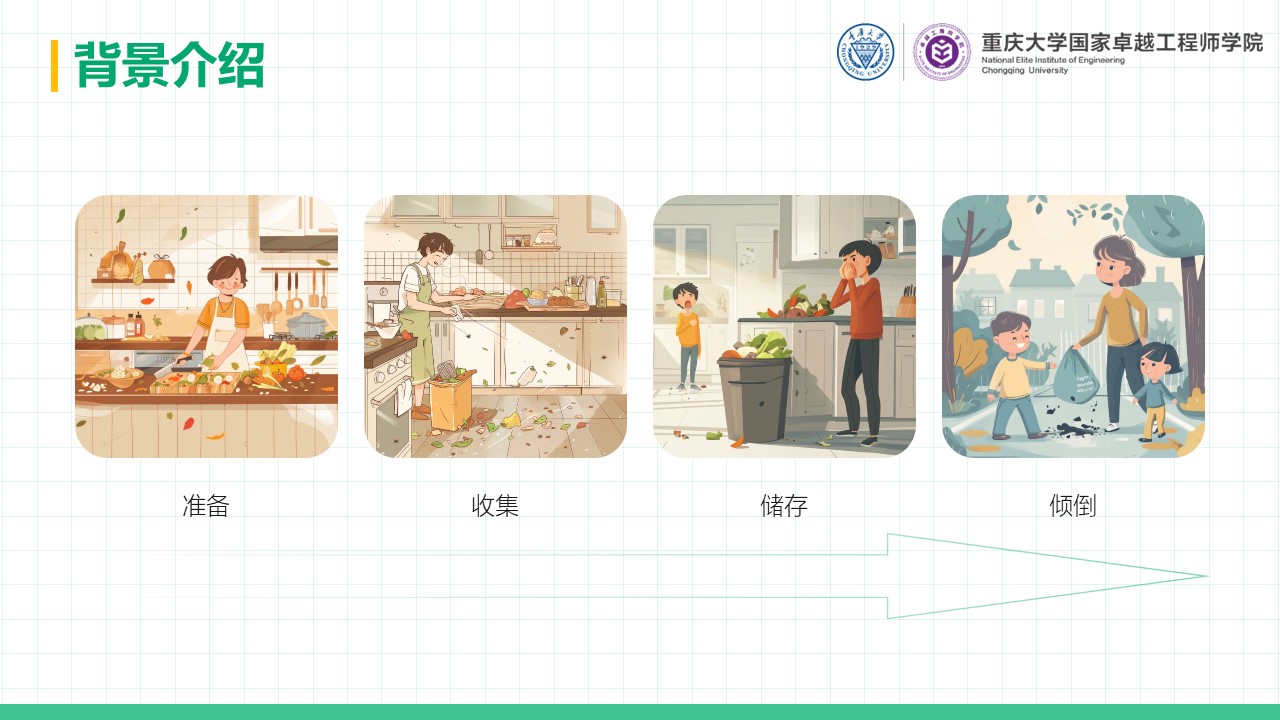 背景介绍
重庆大学国家卓越工程师学院
National Elite Institute of Engineering
Chongqing University
准备
收集
储存
倾倒